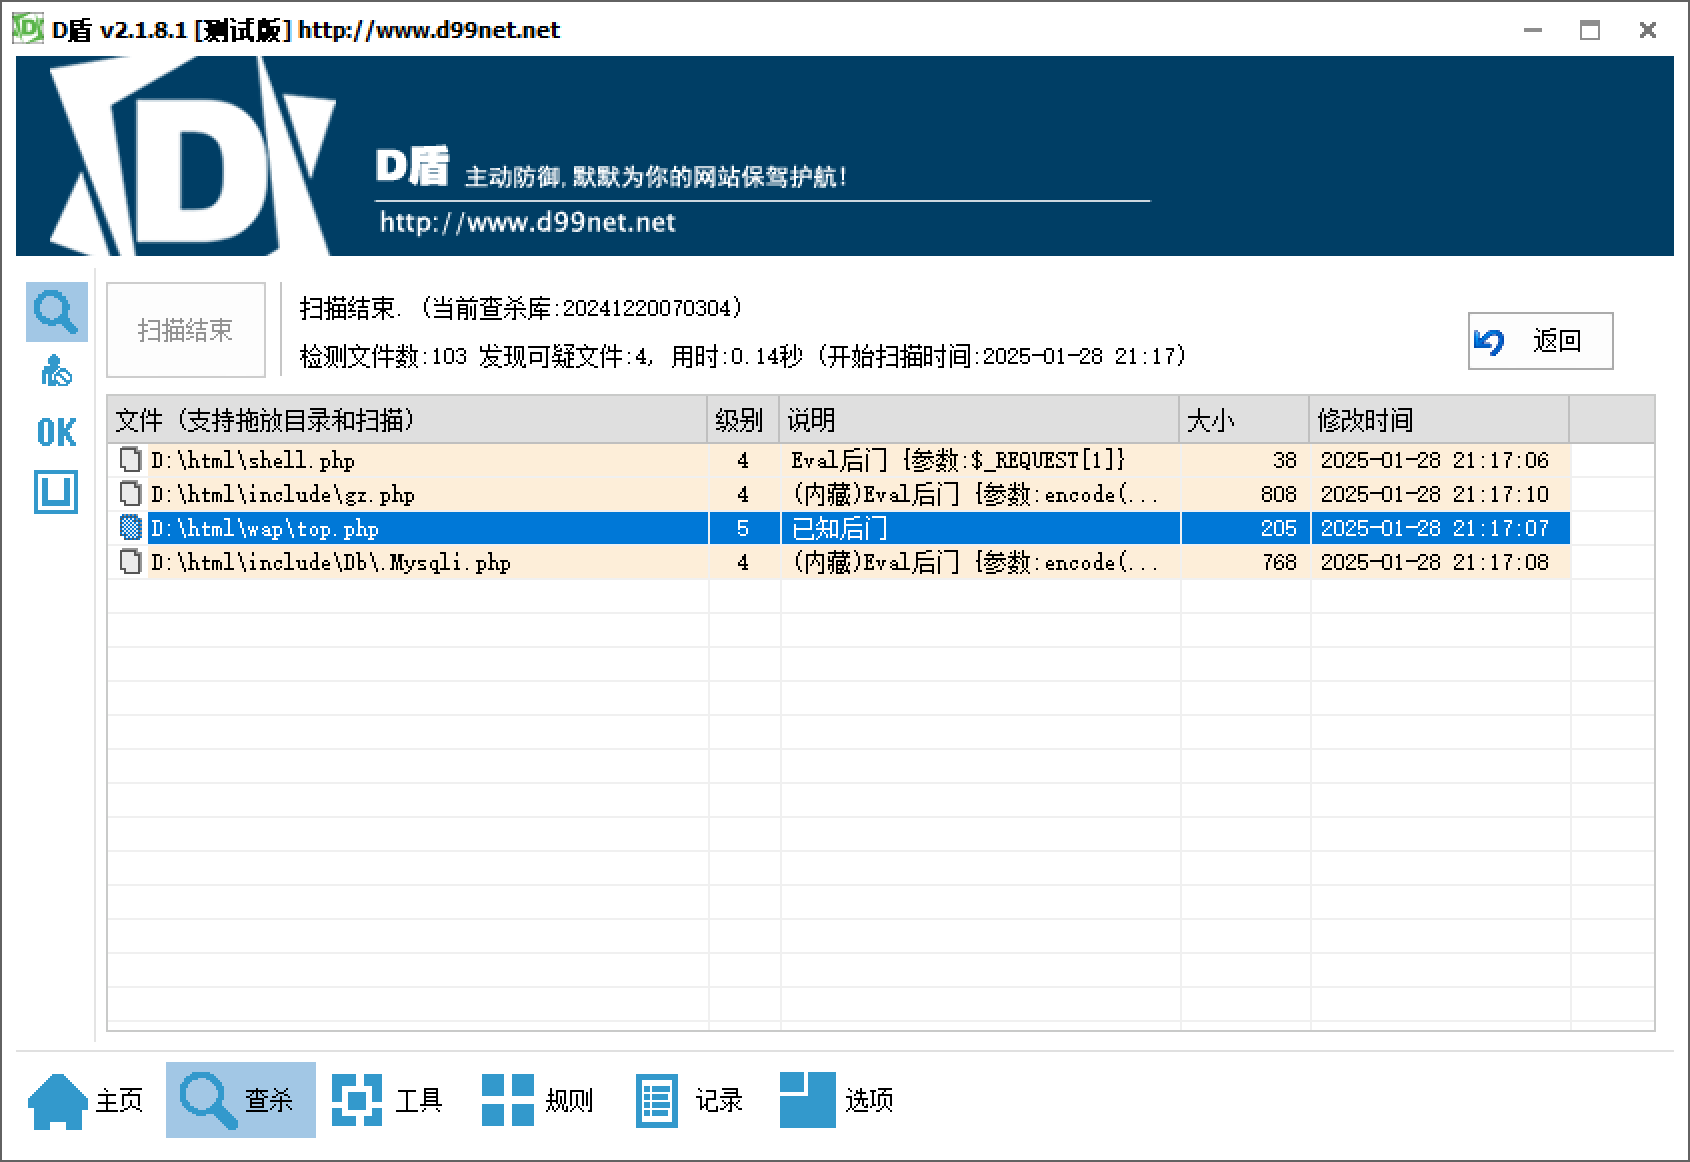 D盾 v2.1.8.1 [测试版] http://www.d99net.net
D盾 主动防御,默默为你的网站保驾护航!
http://www.d99net.net
扫描结束
扫描结束. (当前查杀库:20241220070304)
检测文件数:103 发现可疑文件:4, 用时:0.14秒 (开始扫描时间:2025-01-28 21:17)
返回
OK
文件 (支持拖放目录和扫描) 级别 说明 大小 修改时间
D:\html\shell.php 4 Eval后门 {参数:$_REQUEST[1]} 38 2025-01-28 21:17:06
D:\html\include\gz.php 4 (内藏)Eval后门 {参数:encode(... 808 2025-01-28 21:17:10
D:\html\wap\top.php 5 已知后门 205 2025-01-28 21:17:07
D:\html\include\Db\.Mysqli.php 4 (内藏)Eval后门 {参数:encode(... 768 2025-01-28 21:17:08
主页 查杀 工具 规则 记录 选项